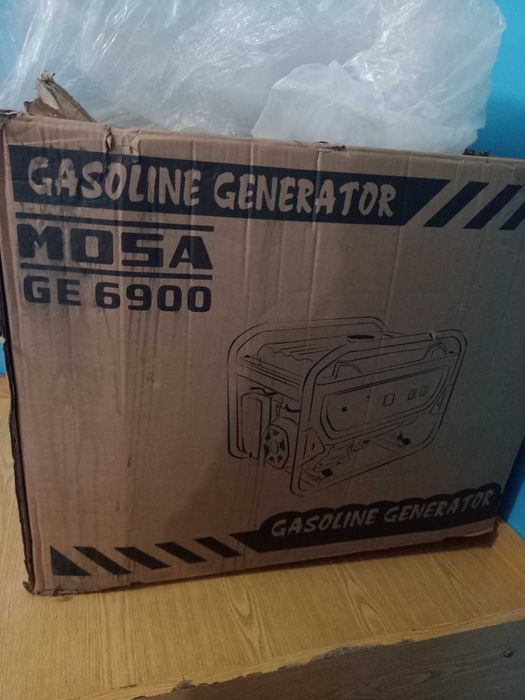 GASOLINE GENERATOR
MOSA
GE 6900
GASOLINE GENERATOR